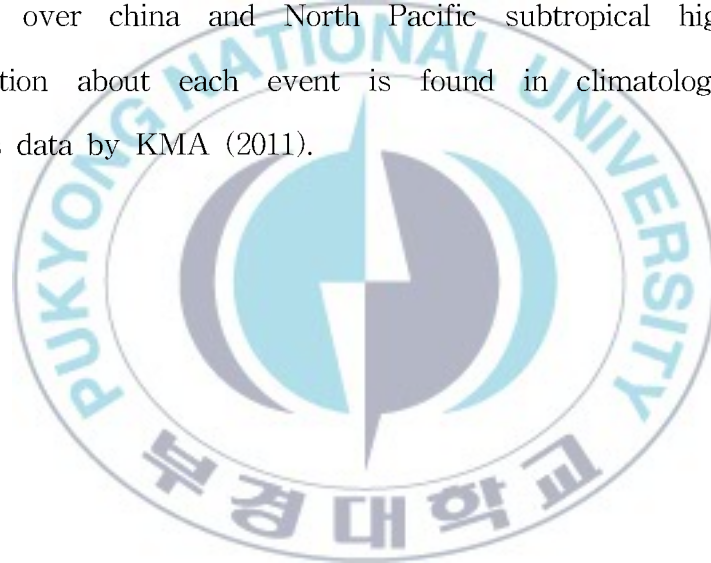 over china and North Pacific subtropical hig
tion about each event is found in climatolog
data by KMA (2011).
PUKYONG NATIONAL UNIVERSITY
부경대학교